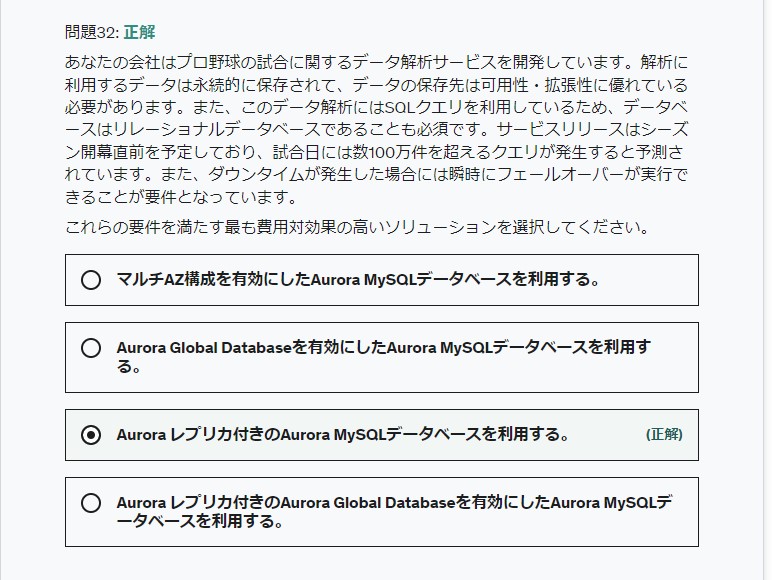 問題32: 正解
あなたの会社はプロ野球の試合に関するデータ解析サービスを開発しています。解析に
利用するデータは永続的に保存されて、データの保存先は可用性・拡張性に優れている
必要があります。また、このデータ解析にはSQLクエリを利用しているため、データベ
ースはリレーショナルデータベースであることも必須です。サービスリリースはシーズ
ン開幕直前を予定しており、試合日には数100万件を超えるクエリが発生すると予測さ
れています。また、ダウンタイムが発生した場合には瞬時にフェールオーバーが実行で
きることが要件となっています。
これらの要件を満たす最も費用対効果の高いソリューションを選択してください。
マルチAZ構成を有効にしたAurora MySQLデータベースを利用する。
Aurora Global Databaseを有効にしたAurora MySQLデータベースを利用す
る。
Aurora レプリカ付きのAurora MySQLデータベースを利用する。 (正解)
Aurora レプリカ付きのAurora Global Databaseを有効にしたAurora MySQLデ
ータベースを利用する。